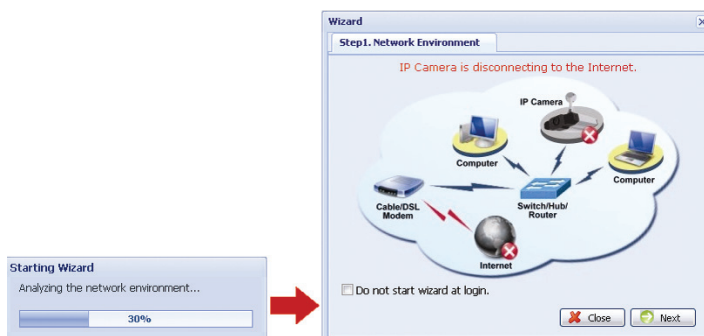 Starting Wizard
Analyzing the network environment...
30%
Wizard
Step1. Network Environment
IP Camera is disconnecting to the Internet.
IP Camera
Computer
Computer
Cable/DSL
Modem
Switch/Hub/
Router
Internet
Do not start wizard at login.
Close
Next